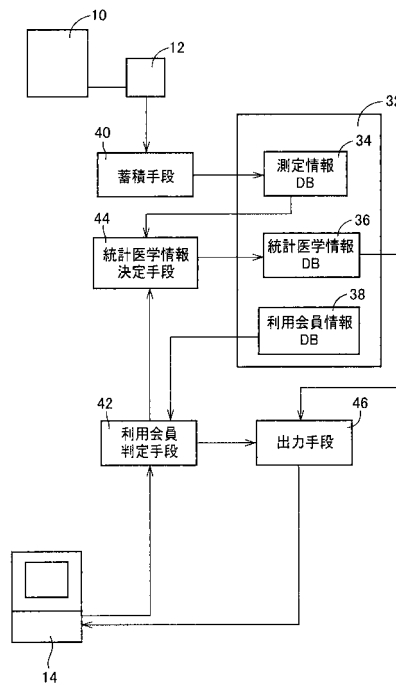 10
12
32
40
蓄積手段
34
測定情報
DB
44
統計医学情報
決定手段
36
統計医学情報
DB
38
利用会員情報
DB
42
利用会員
判定手段
46
出力手段
14